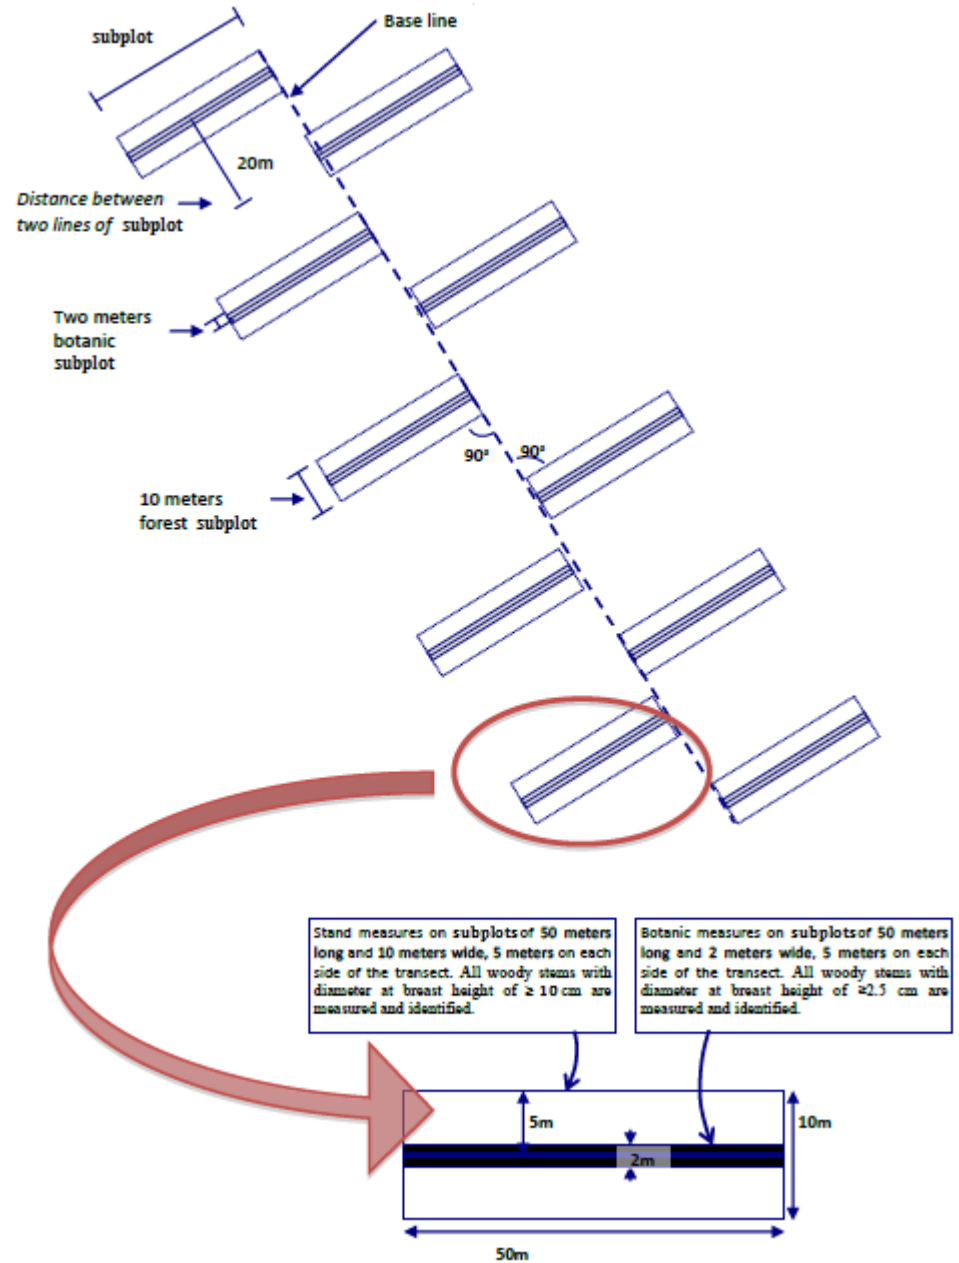 Base line
subplot
20m
Distance between
two lines of subplot
Two meters
botanic
subplot
90°
90°
10 meters
forest subplot
Stand measures on subplots of 50 meters
long and 10 meters wide, 5 meters on each
side of the transect. All woody stems with
diameter at breast height of ≥ 10 cm are
measured and identified.
Botanic measures on subplots of 50 meters
long and 2 meters wide, 5 meters on each
side of the transect. All woody stems with
diameter at breast height of ≥2.5 cm are
measured and identified.
5m
10m
2m
50m